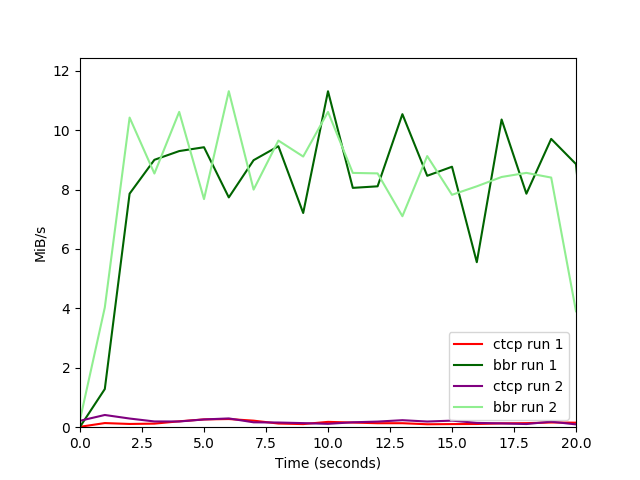 12
10
8
6
4
2
0
MiB/s
0.0 2.5 5.0 7.5 10.0 12.5 15.0 17.5 20.0
Time (seconds)
ctcp run 1
bbr run 1
ctcp run 2
bbr run 2